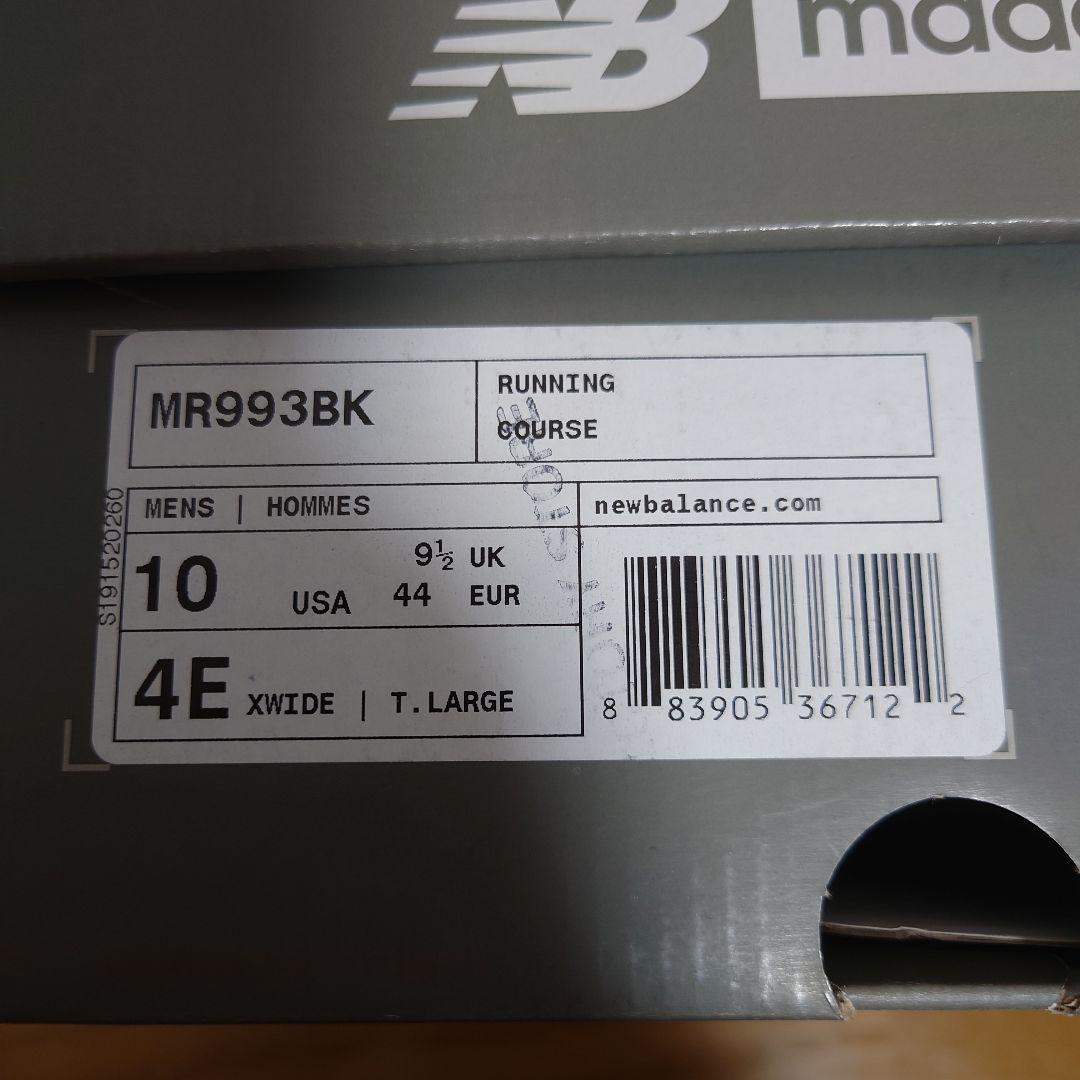 NB
MR993BK
RUNNING
COURSE
MENS | HOMMES
newbalance.com
10 USA
9½ UK
44 EUR
4E XWIDE | T.LARGE
S191520260
8 83905 36712 2